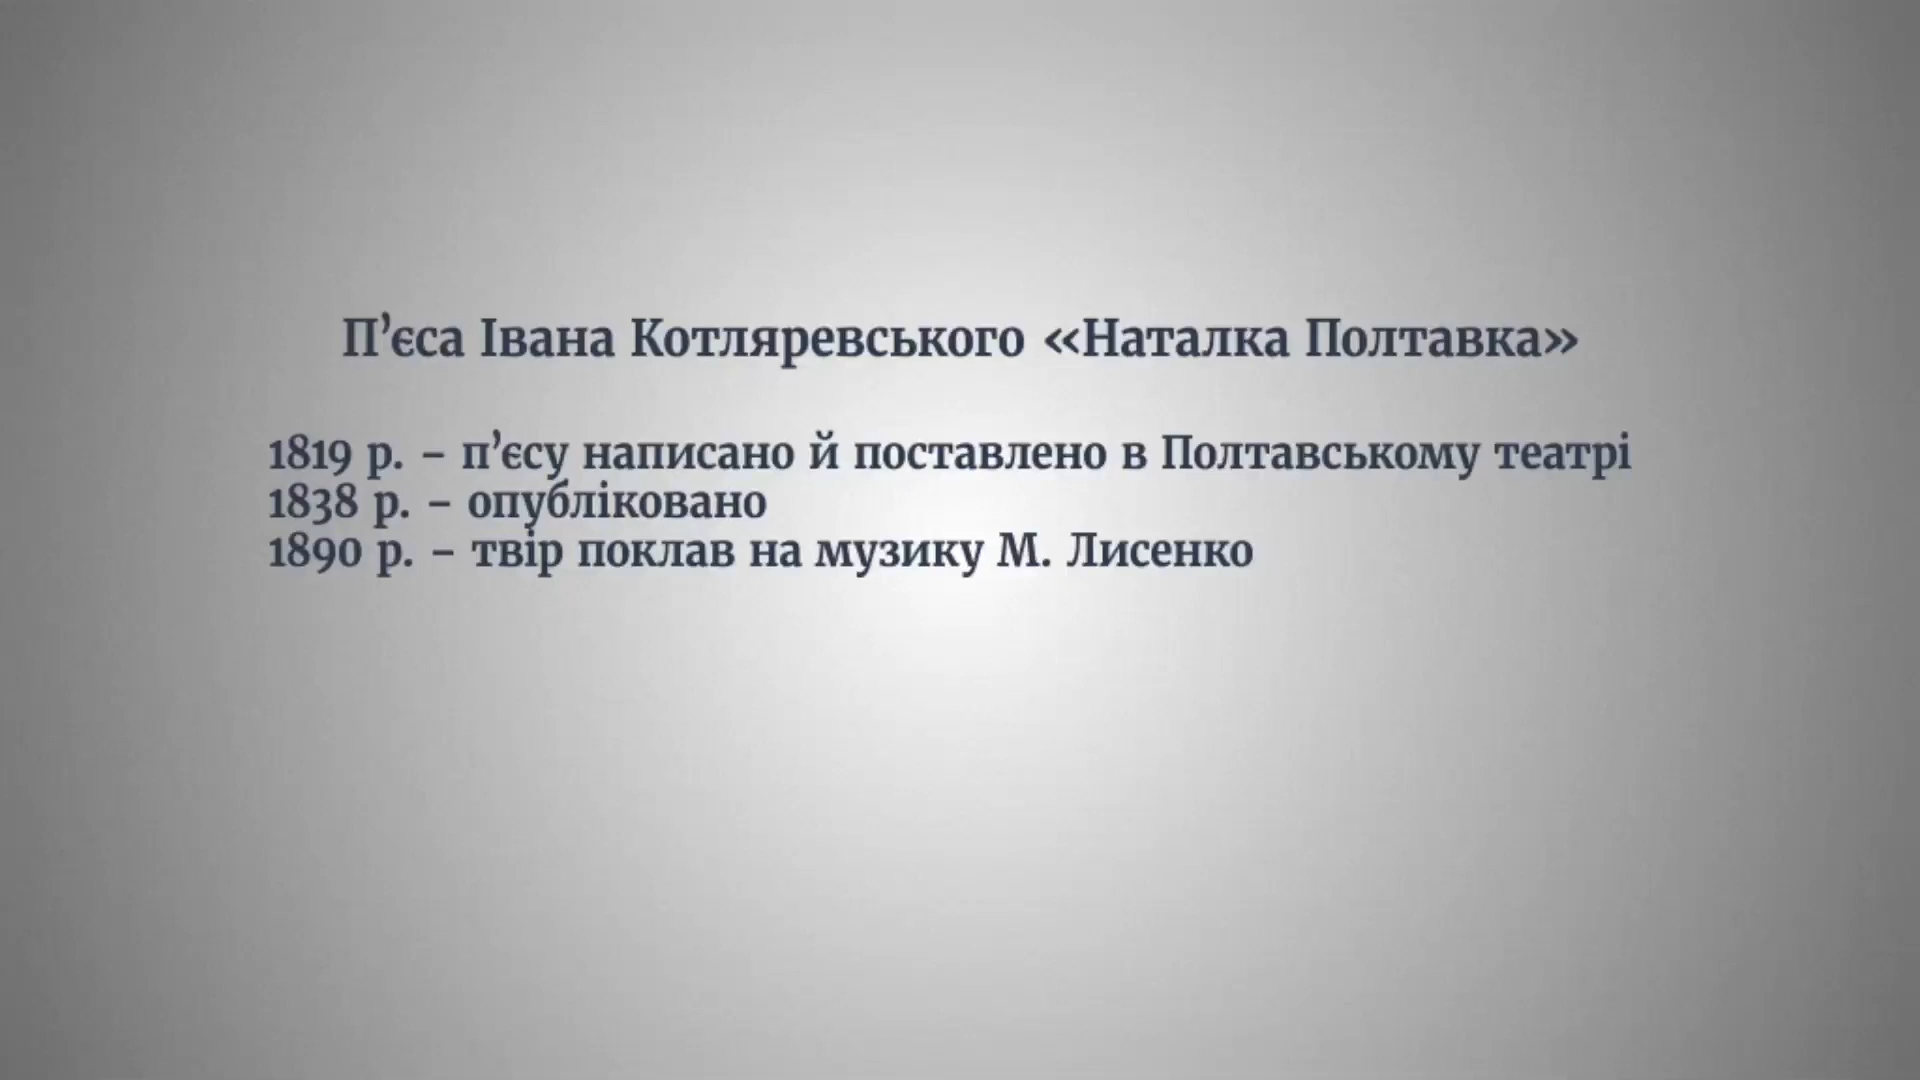 П’єса Івана Котляревського «Наталка Полтавка»
1819 р. – п’єсу написано й поставлено в Полтавському театрі
1838 р. – опубліковано
1890 р. – твір поклав на музику М. Лисенко